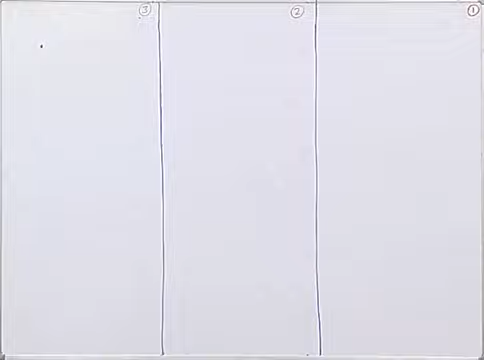 ③ ② ①